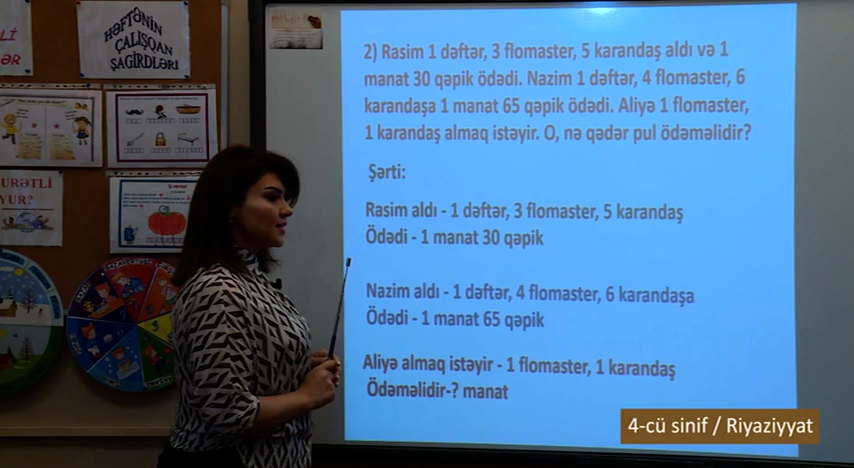 HƏFTƏNİN
ÇALIŞQAN
ŞAGİRDLƏRİ
2) Rasim 1 dəftər, 3 flomaster, 5 karandaş aldı və 1
manat 30 qəpik ödədi. Nazim 1 dəftər, 4 flomaster, 6
karandaşa 1 manat 65 qəpik ödədi. Aliyə 1 flomaster,
1 karandaş almaq istəyir. O, nə qədər pul ödəməlidir?
Şərti:
Rasim aldı - 1 dəftər, 3 flomaster, 5 karandaş
Ödədi - 1 manat 30 qəpik
Nazim aldı - 1 dəftər, 4 flomaster, 6 karandaşa
Ödədi - 1 manat 65 qəpik
Aliyə almaq istəyir - 1 flomaster, 1 karandaş
Ödəməlidir-? manat
4-cü sinif / Riyaziyyat